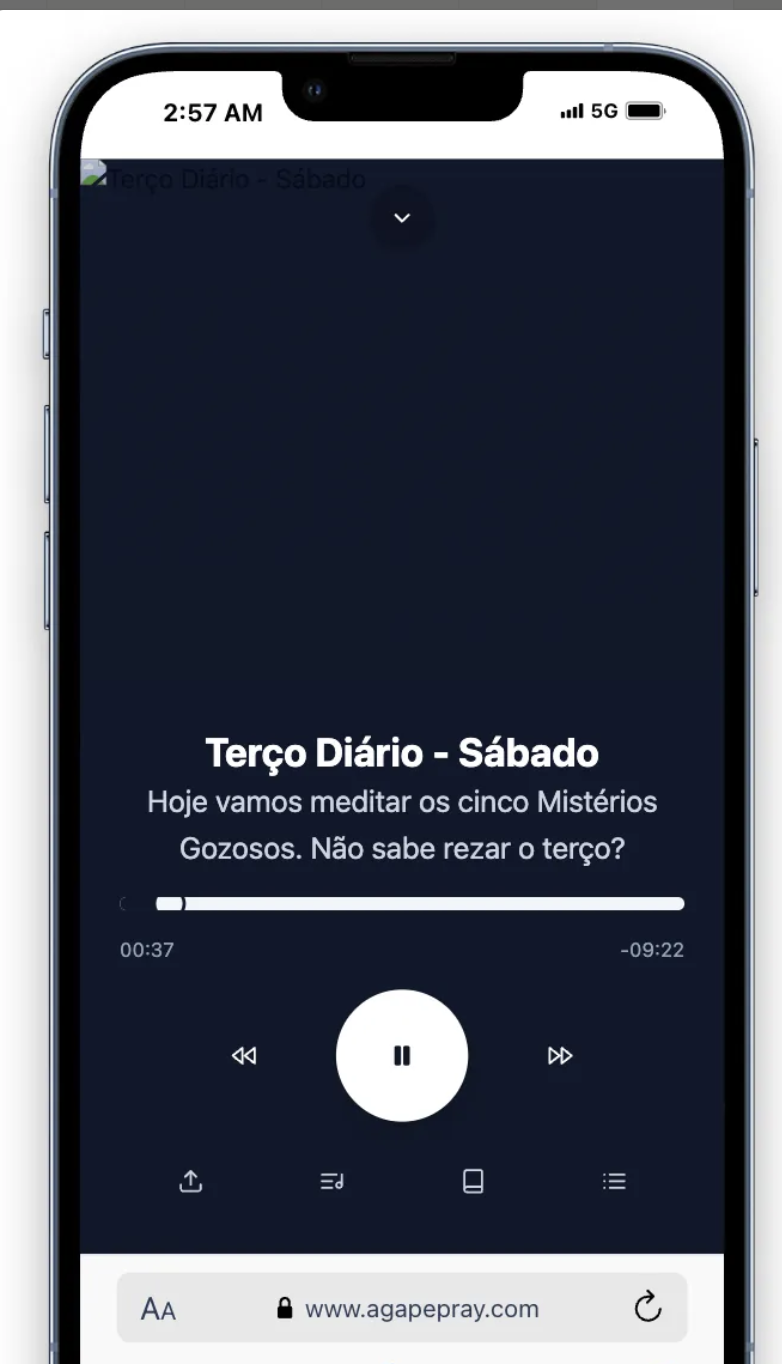 2:57 AM 5G
Terço Diário - Sábado
Terço Diário - Sábado
Hoje vamos meditar os cinco Mistérios
Gozosos. Não sabe rezar o terço?
00:37 -09:22
AA www.agapepray.com